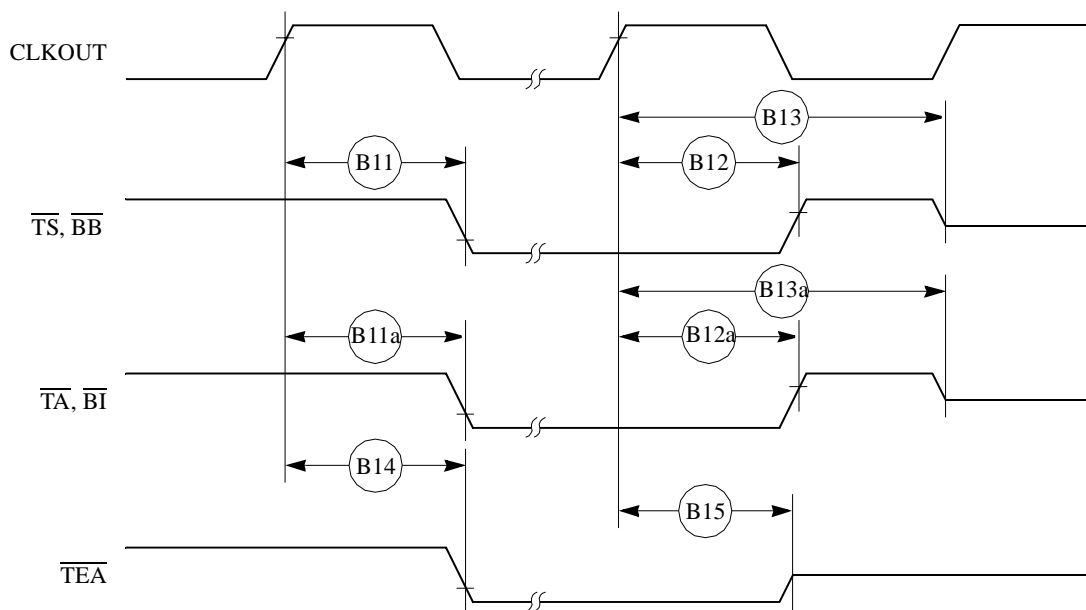 CLKOUT
B13
B11
B12
TS, BB
B13a
B11a
B12a
TA, BI
B14
B15
TEA